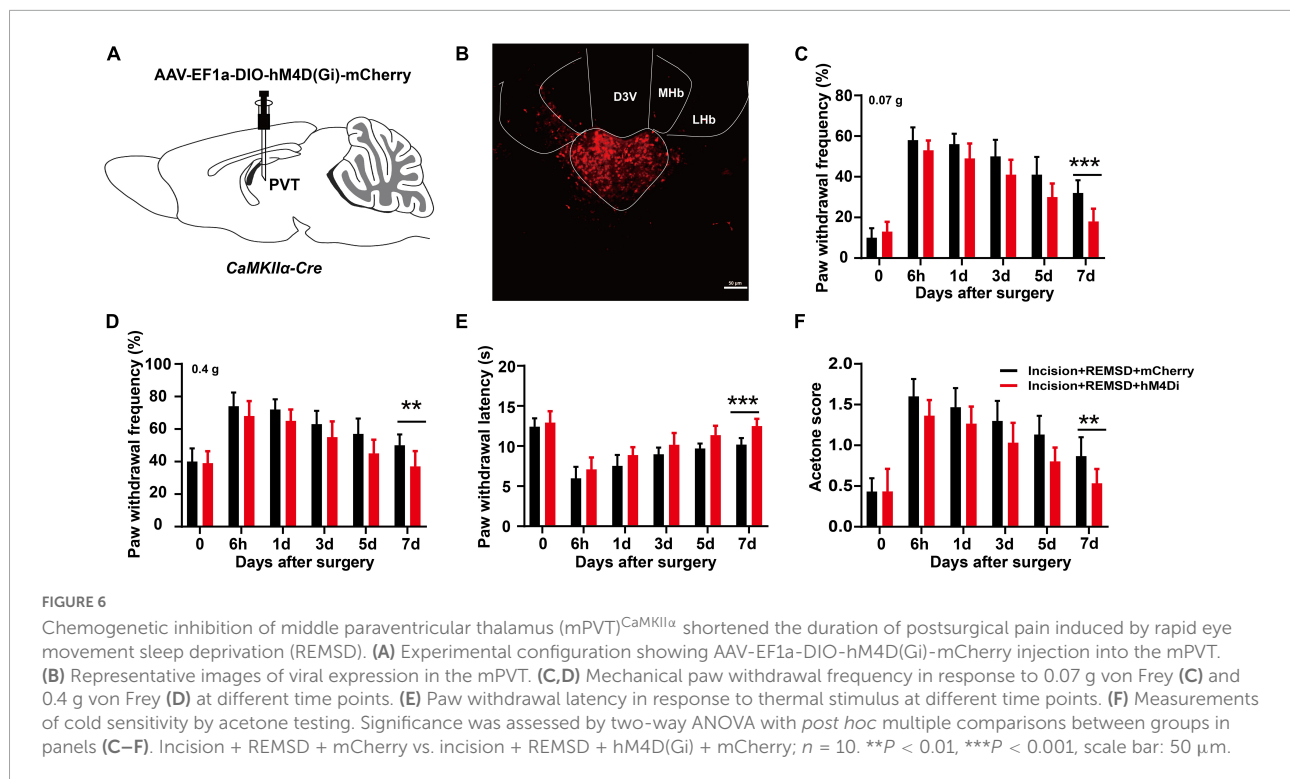 A
AAV-EF1a-DIO-hM4D(Gi)-mCherry
PVT
CaMKIIα-Cre
B
D3V
MHb
LHb
50 μm
C
0.07 g
Paw withdrawal frequency (%)
80
60
40
20
0
***
0 6h 1d 3d 5d 7d
Days after surgery
D
0.4 g
Paw withdrawal frequency (%)
100
80
60
40
20
0
**
0 6h 1d 3d 5d 7d
Days after surgery
E
Paw withdrawal latency (s)
20
15
10
5
0
***
0 6h 1d 3d 5d 7d
Days after surgery
F
Acetone score
2.0
1.5
1.0
0.5
0.0
Incision+REMSD+mCherry
Incision+REMSD+hM4Di
**
0 6h 1d 3d 5d 7d
Days after surgery
FIGURE 6
Chemogenetic inhibition of middle paraventricular thalamus (mPVT)CaMKIIα shortened the duration of postsurgical pain induced by rapid eye
movement sleep deprivation (REMSD). (A) Experimental configuration showing AAV-EF1a-DIO-hM4D(Gi)-mCherry injection into the mPVT.
(B) Representative images of viral expression in the mPVT. (C,D) Mechanical paw withdrawal frequency in response to 0.07 g von Frey (C) and
0.4 g von Frey (D) at different time points. (E) Paw withdrawal latency in response to thermal stimulus at different time points. (F) Measurements
of cold sensitivity by acetone testing. Significance was assessed by two-way ANOVA with post hoc multiple comparisons between groups in
panels (C–F). Incision + REMSD + mCherry vs. incision + REMSD + hM4D(Gi) + mCherry; n = 10. **P < 0.01, ***P < 0.001, scale bar: 50 μm.